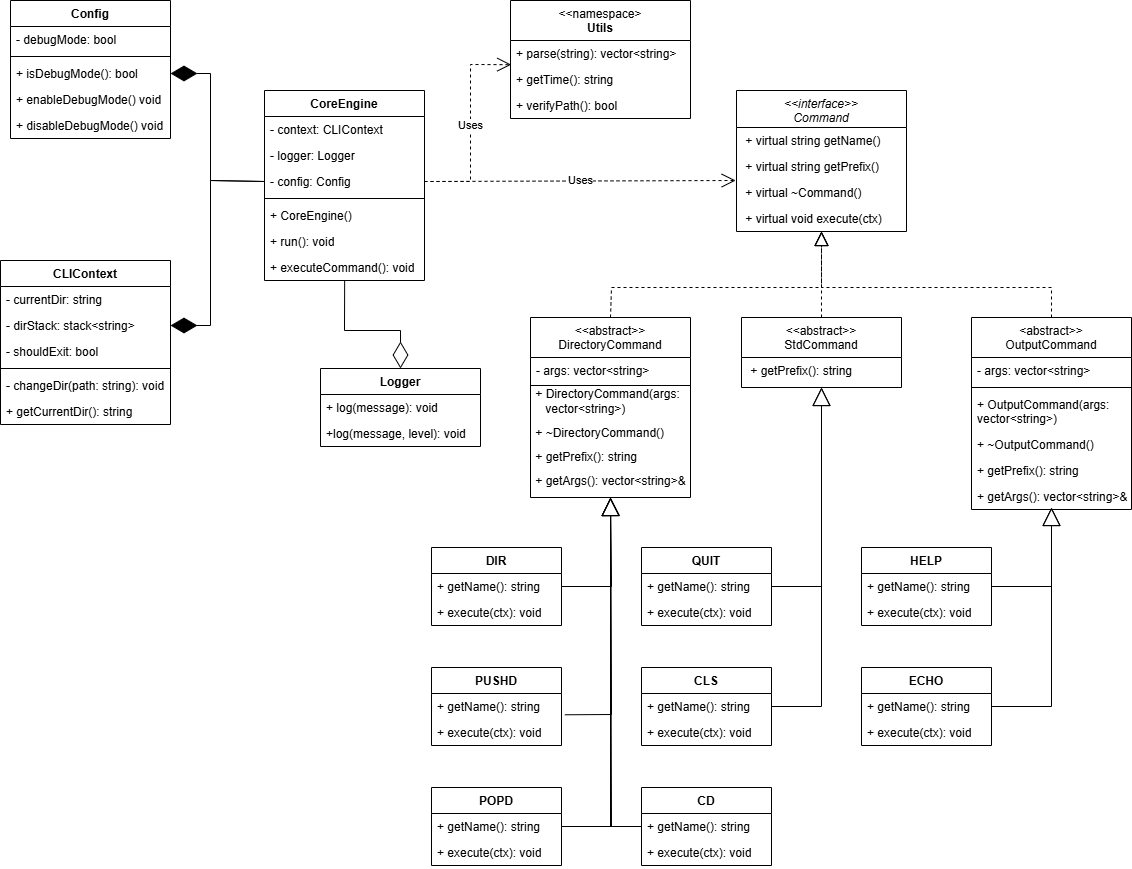 Config
- debugMode: bool
+ isDebugMode(): bool
+ enableDebugMode() void
+ disableDebugMode() void
<<namespace>
Utils
+ parse(string): vector<string>
+ getTime(): string
+ verifyPath(): bool
CoreEngine
- context: CLIContext
- logger: Logger
- config: Config
+ CoreEngine()
+ run(): void
+ executeCommand(): void
Uses
Uses
<<interface>>
Command
+ virtual string getName()
+ virtual string getPrefix()
+ virtual ~Command()
+ virtual void execute(ctx)
CLIContext
- currentDir: string
- dirStack: stack<string>
- shouldExit: bool
- changeDir(path: string): void
+ getCurrentDir(): string
Logger
+ log(message): void
+log(message, level): void
<<abstract>>
DirectoryCommand
- args: vector<string>
+ DirectoryCommand(args:
vector<string>)
+ ~DirectoryCommand()
+ getPrefix(): string
+ getArgs(): vector<string>&
<<abstract>>
StdCommand
+ getPrefix(): string
<<abstract>>
OutputCommand
- args: vector<string>
+ OutputCommand(args:
vector<string>)
+ ~OutputCommand()
+ getPrefix(): string
+ getArgs(): vector<string>&
DIR
+ getName(): string
+ execute(ctx): void
QUIT
+ getName(): string
+ execute(ctx): void
HELP
+ getName(): string
+ execute(ctx): void
PUSHD
+ getName(): string
+ execute(ctx): void
CLS
+ getName(): string
+ execute(ctx): void
ECHO
+ getName(): string
+ execute(ctx): void
POPD
+ getName(): string
+ execute(ctx): void
CD
+ getName(): string
+ execute(ctx): void